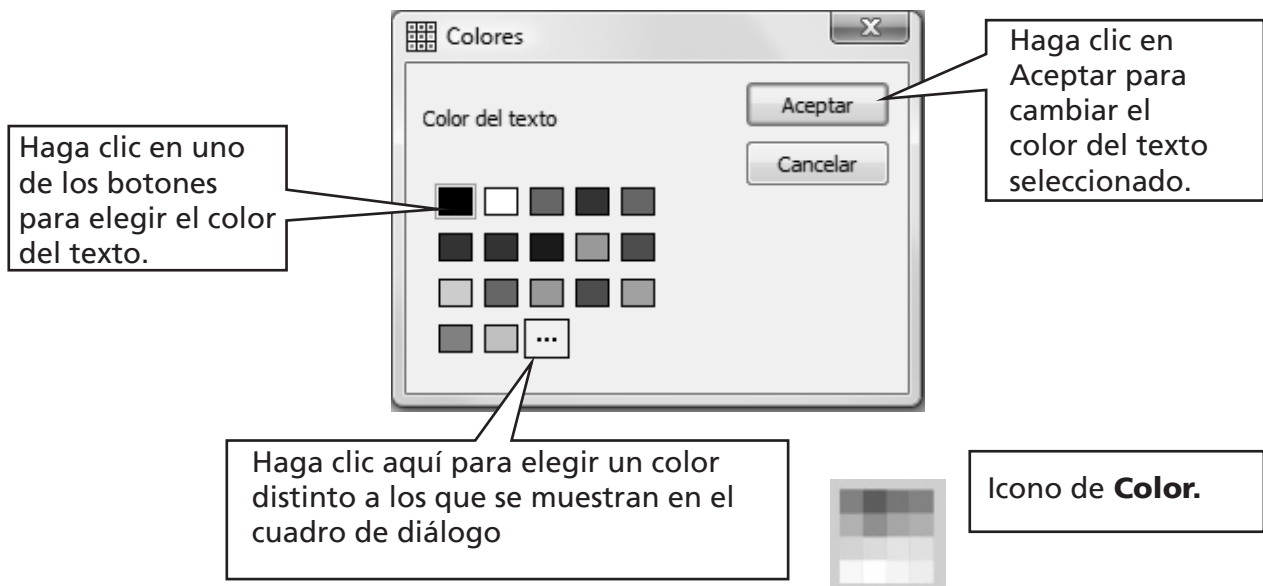 Colores
Haga clic en
Aceptar para
cambiar el
color del texto
seleccionado.
Color del texto
Aceptar
Cancelar
Haga clic en uno
de los botones
para elegir el color
del texto.
...
Haga clic aquí para elegir un color
distinto a los que se muestran en el
cuadro de diálogo
Icono de Color.